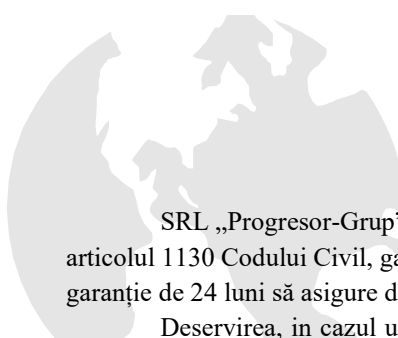 SRL „Progresor-Grup”
articolul 1130 Codului Civil, ga
garanție de 24 luni să asigure d
Deservirea, in cazul u